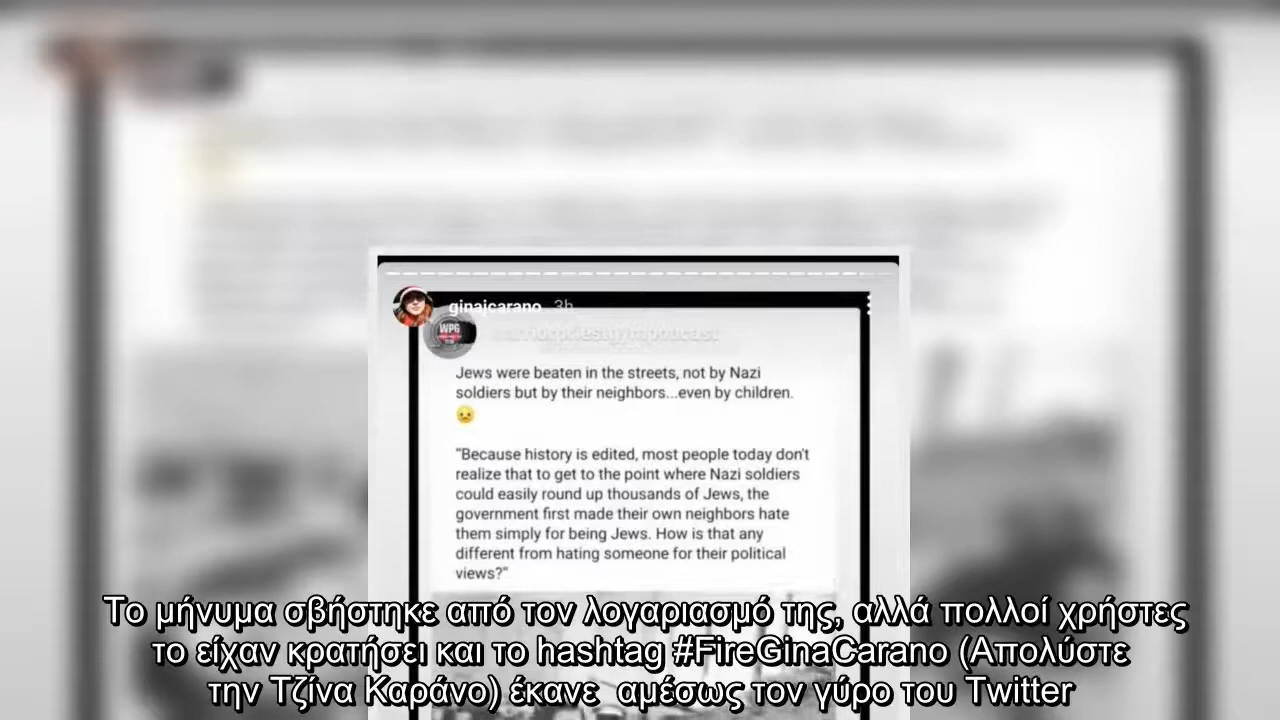 ginajcarano 3h
WPG
warriorpriestgympodcast
Jews were beaten in the streets, not by Nazi
soldiers but by their neighbors...even by children.
😟
"Because history is edited, most people today don't
realize that to get to the point where Nazi soldiers
could easily round up thousands of Jews, the
government first made their own neighbors hate
them simply for being Jews. How is that any
different from hating someone for their political
views?"
Το μήνυμα σβήστηκε από τον λογαριασμό της, αλλά πολλοί χρήστες
το είχαν κρατήσει και το hashtag #FireGinaCarano (Απολύστε
την Τζίνα Καράνο) έκανε  αμέσως τον γύρο του Twitter